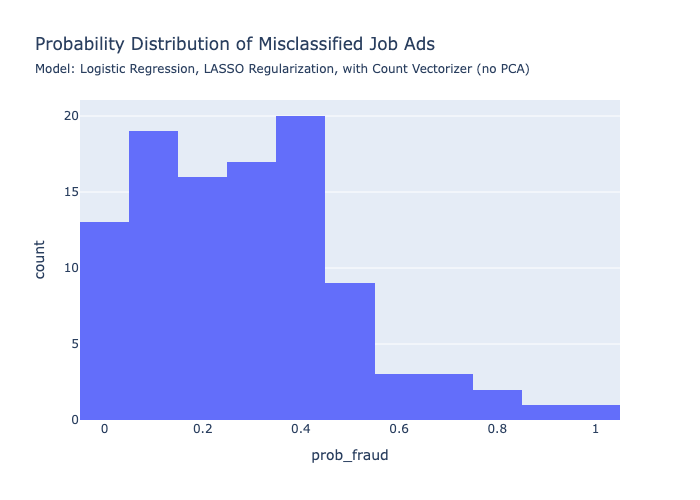 Probability Distribution of Misclassified Job Ads
Model: Logistic Regression, LASSO Regularization, with Count Vectorizer (no PCA)
20
15
10
5
0
count
0 0.2 0.4 0.6 0.8 1
prob_fraud